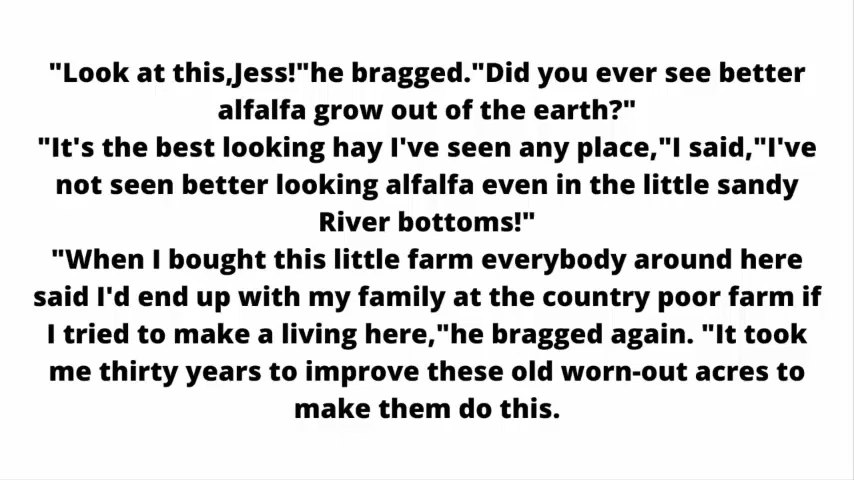 "Look at this,Jess!"he bragged."Did you ever see better
alfalfa grow out of the earth?"
"It's the best looking hay I've seen any place,"I said,"I've
not seen better looking alfalfa even in the little sandy
River bottoms!"
"When I bought this little farm everybody around here
said I'd end up with my family at the country poor farm if
I tried to make a living here,"he bragged again. "It took
me thirty years to improve these old worn-out acres to
make them do this.